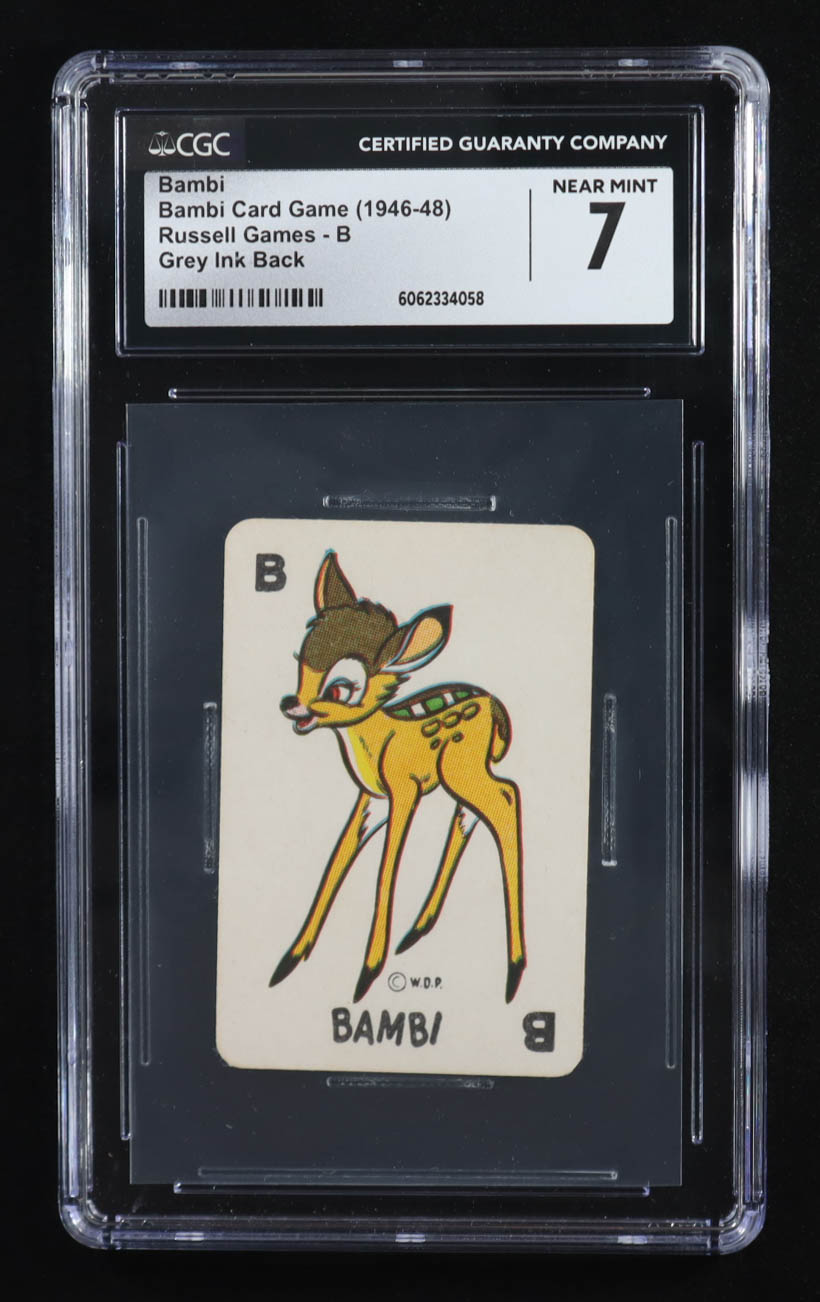 CGC
CERTIFIED GUARANTY COMPANY
Bambi
Bambi Card Game (1946-48)
Russell Games - B
Grey Ink Back
6062334058
NEAR MINT
7
B
© W.D.P.
BAMBI
B